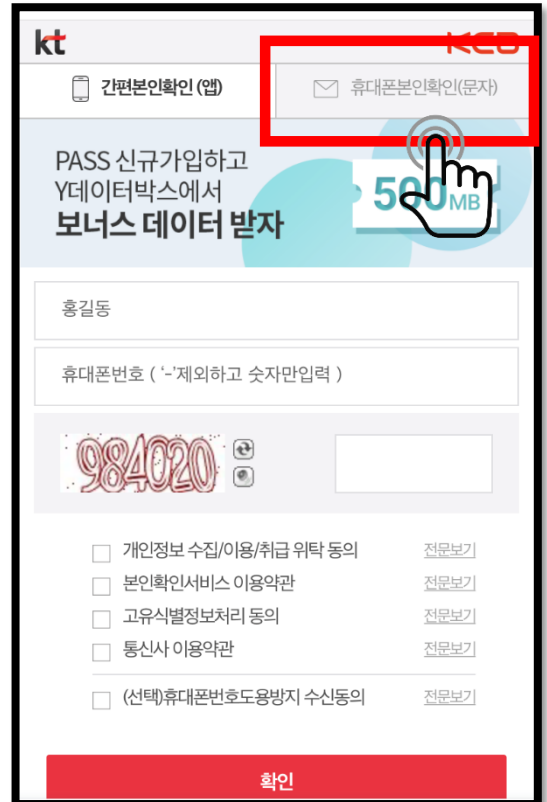 kt
KCB
간편본인확인(앱)
휴대폰본인확인(문자)
PASS 신규가입하고
Y데이터박스에서
보너스 데이터 받자
500MB
홍길동
휴대폰번호 ( '-'제외하고 숫자만입력 )
984020
개인정보 수집/이용/취급 위탁 동의 전문보기
본인확인서비스 이용약관 전문보기
고유식별정보처리 동의 전문보기
통신사 이용약관 전문보기
(선택)휴대폰번호도용방지 수신동의 전문보기
확인